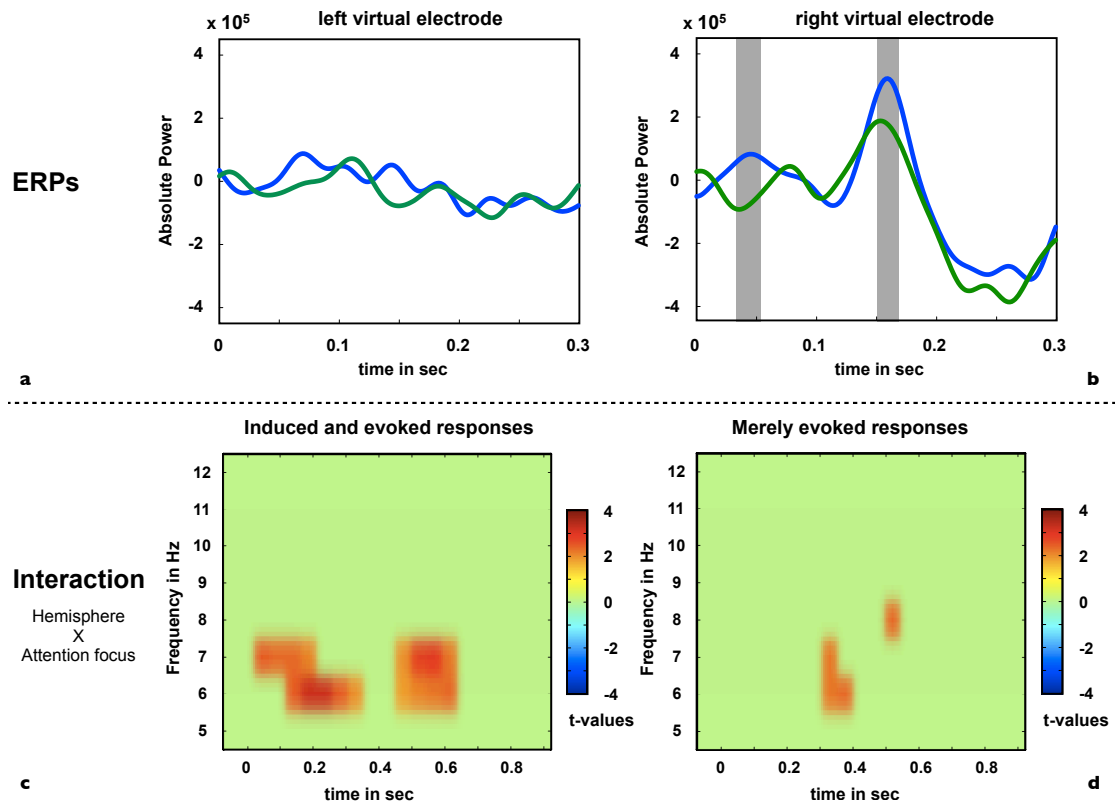 x 10⁵ left virtual electrode
4
2
0
-2
-4
Absolute Power
0 0.1 0.2 0.3
time in sec
a
x 10⁵ right virtual electrode
4
2
0
-2
-4
Absolute Power
0 0.1 0.2 0.3
time in sec
b
ERPs
Interaction
Hemisphere
X
Attention focus
Induced and evoked responses
12
11
10
9
8
7
6
5
Frequency in Hz
0 0.2 0.4 0.6 0.8
time in sec
4
2
0
-2
-4
t-values
c
Merely evoked responses
12
11
10
9
8
7
6
5
Frequency in Hz
0 0.2 0.4 0.6 0.8
time in sec
4
2
0
-2
-4
t-values
d